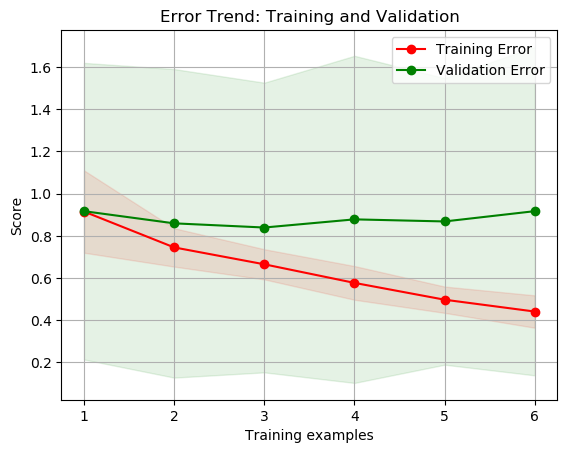 Error Trend: Training and Validation
Training Error
Validation Error
1.6
1.4
1.2
1.0
0.8
0.6
0.4
0.2
Score
1 2 3 4 5 6
Training examples